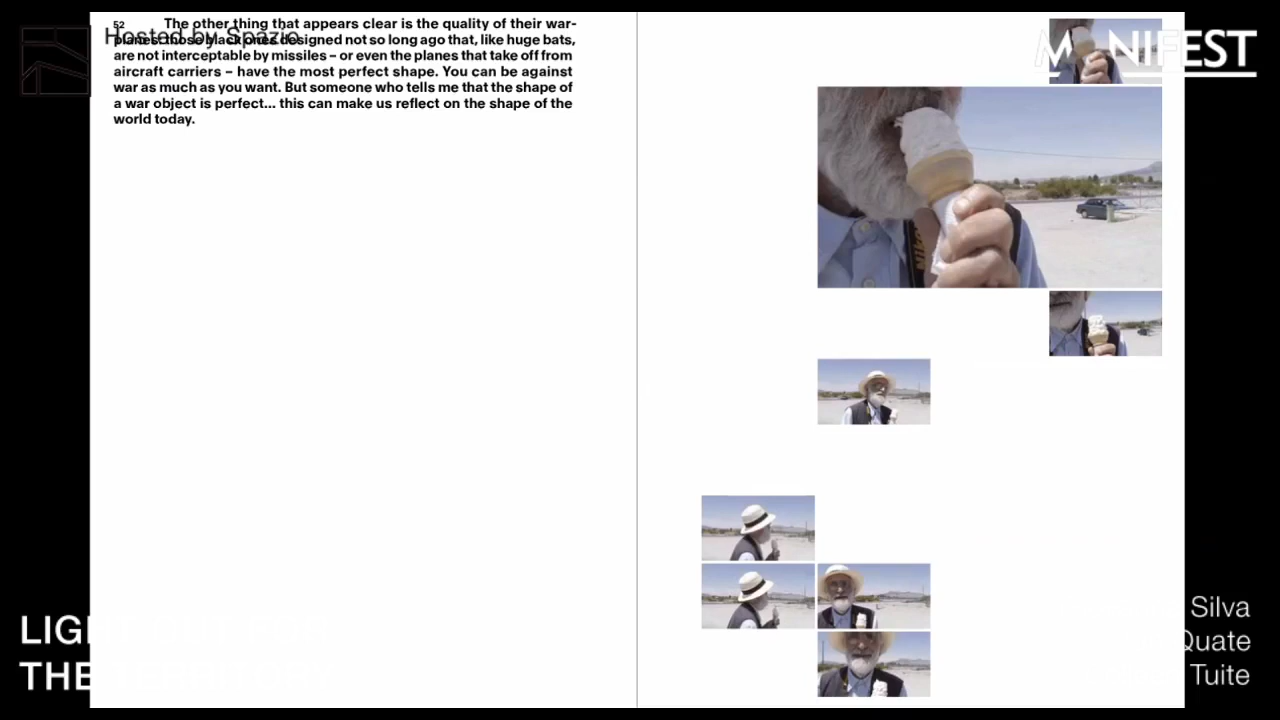 52 The other thing that appears clear is the quality of their war-
planes: those black ones designed not so long ago that, like huge bats,
are not interceptable by missiles – or even the planes that take off from
aircraft carriers – have the most perfect shape. You can be against
war as much as you want. But someone who tells me that the shape of
a war object is perfect... this can make us reflect on the shape of the
world today.
Hosted by Spazio
MANIFEST
Nikon
LIGH
THE
Silva
Quate
Tuite